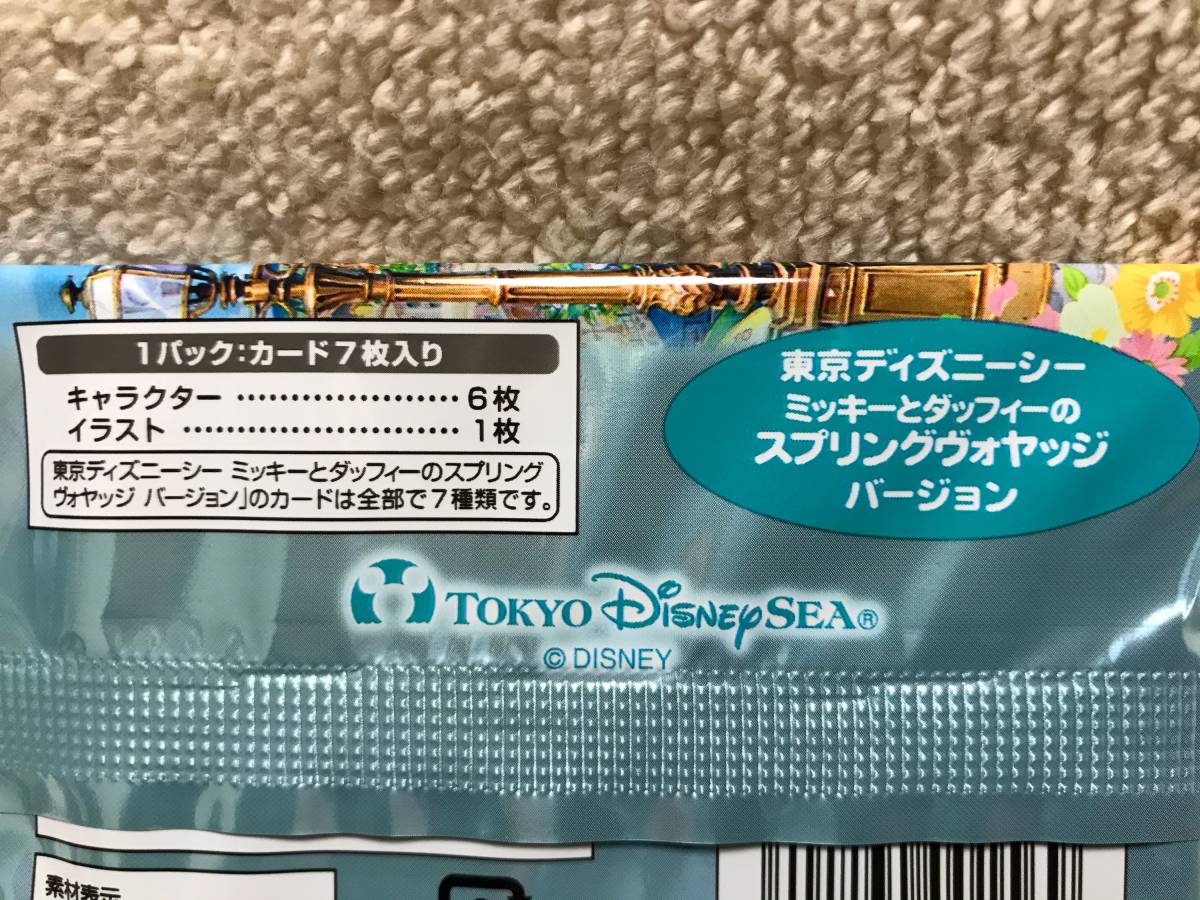 1パック:カード7枚入り
キャラクター ………………… 6枚
イラスト ……………………… 1枚
東京ディズニーシー ミッキーとダッフィーのスプリング
ヴォヤッジ バージョン」のカードは全部で7種類です。
東京ディズニーシー
ミッキーとダッフィーの
スプリングヴォヤッジ
バージョン
TOKYO DISNEYSEA®
© DISNEY
素材表示